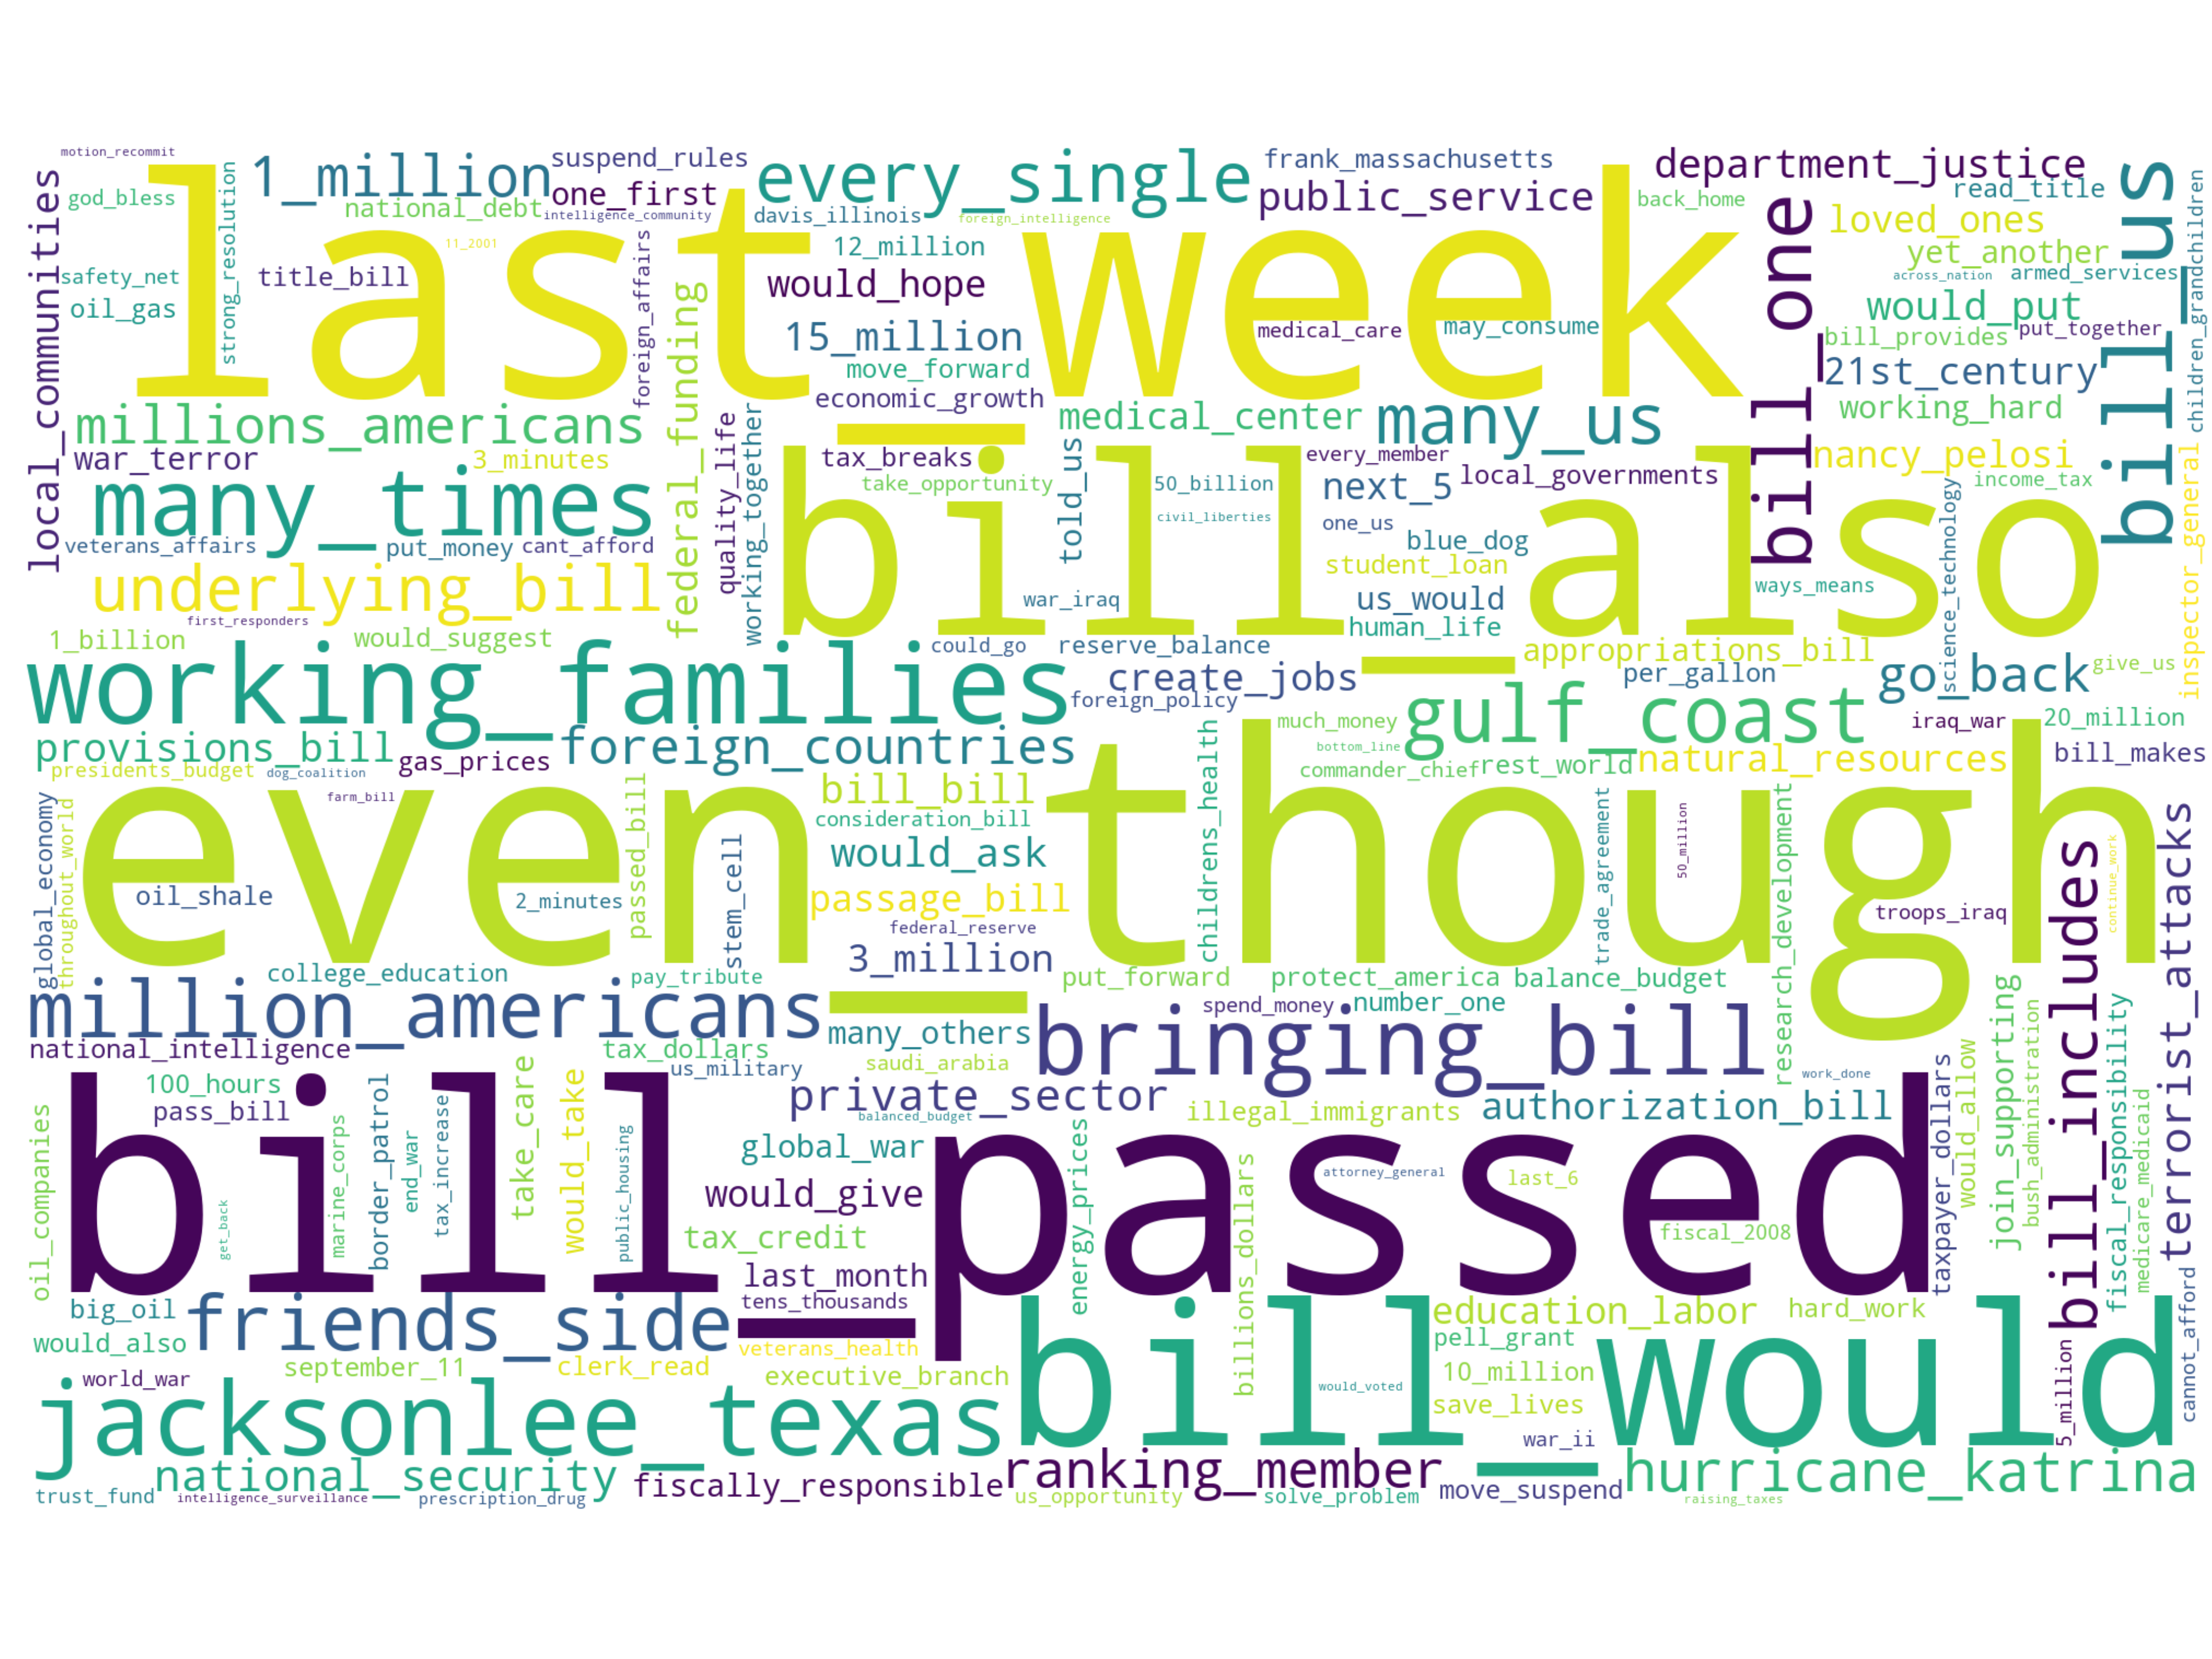 motion_recommit
suspend_rules
every_single
frank_massachusetts
department_justice
1_million
one_first
public_service
read_title
god_bless
national_debt
intelligence_community
davis_illinois
foreign_intelligence
back_home
loved_ones
local_communities
strong_resolution
last_week
11_2001
12_million
yet_another
bill_one
bill_us
children_grandchildren
safety_net
title_bill
foreign_affairs
would_hope
across_nation
armed_services
oil_gas
federal_funding
15_million
medical_care
may_consume
would_put
bill_provides
put_together
move_forward
21st_century
economic_growth
millions_americans
medical_center
many_us
working_hard
war_terror
3_minutes
quality_life
working_together
tax_breaks
told_us
every_member
local_governments
nancy_pelosi
many_times
take_opportunity
50_billion
next_5
income_tax
civil_liberties
one_us
bill_also
science_technology
inspector_general
veterans_affairs
put_money
cant_afford
blue_dog
student_loan
underlying_bill
war_iraq
us_would
ways_means
first_responders
human_life
1_billion
would_suggest
could_go
reserve_balance
appropriations_bill
working_families
create_jobs
per_gallon
go_back
give_us
foreign_policy
provisions_bill
foreign_countries
much_money
gulf_coast
iraq_war
20_million
bottom_line
gas_prices
presidents_budget
dog_coalition
commander_chief
rest_world
natural_resources
bill_makes
farm_bill
bill_bill
childrens_health
global_economy
throughout_world
even_though
passed_bill
consideration_bill
trade_agreement
50_million
research_development
continue_work
terrorist_attacks
would_ask
stem_cell
oil_shale
2_minutes
passage_bill
troops_iraq
bill_includes
federal_reserve
college_education
pay_tribute
3_million
put_forward
protect_america
balance_budget
million_americans
spend_money
number_one
many_others
bringing_bill
national_intelligence
tax_dollars
us_military
saudi_arabia
join_supporting
bush_administration
fiscal_responsibility
medicare_medicaid
100_hours
take_care
would_take
private_sector
work_done
would_allow
taxpayer_dollars
pass_bill
border_patrol
balanced_budget
illegal_immigrants
authorization_bill
oil_companies
marine_corps
end_war
tax_increase
public_housing
global_war
energy_prices
billions_dollars
bill_passed
attorney_general
last_6
would_give
get_back
tax_credit
fiscal_2008
last_month
cannot_afford
big_oil
friends_side
tens_thousands
education_labor
hard_work
would_also
veterans_health
pell_grant
september_11
clerk_read
executive_branch
10_million
5_million
world_war
bill_would
would_voted
jacksonlee_texas
save_lives
war_ii
national_security
fiscally_responsible
ranking_member
hurricane_katrina
trust_fund
intelligence_surveillance
prescription_drug
us_opportunity
solve_problem
move_suspend
raising_taxes